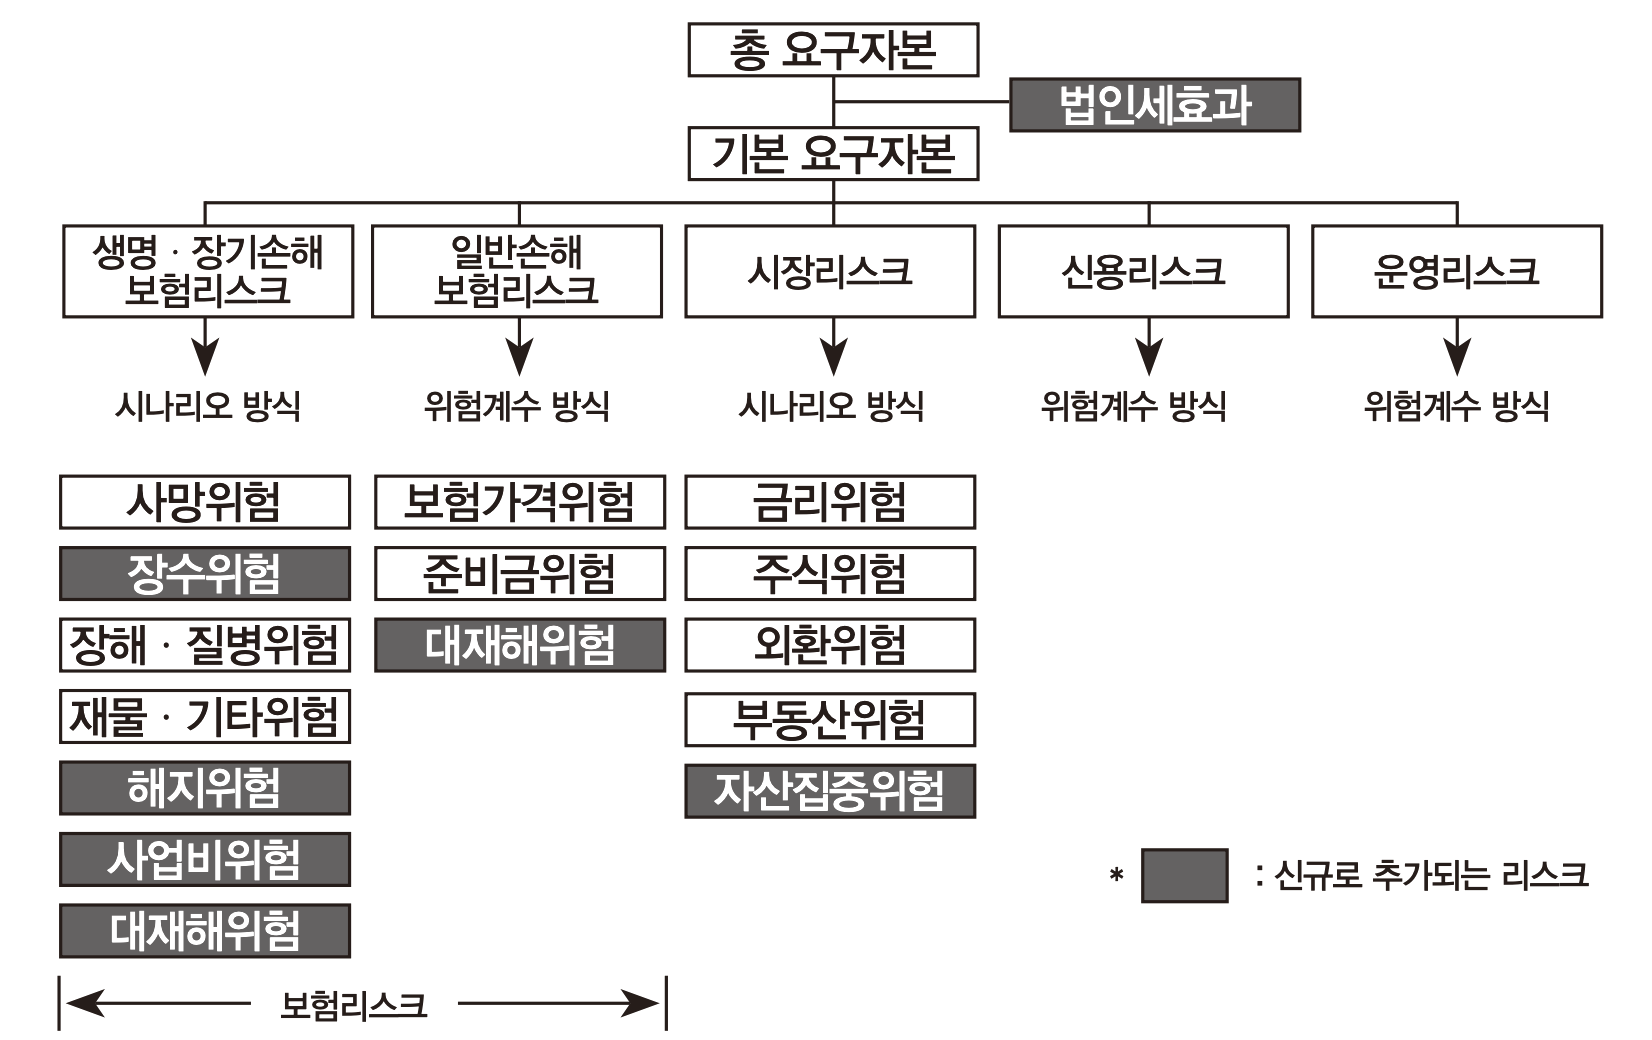 총 요구자본
법인세효과
기본 요구자본
생명 · 장기손해
보험리스크
일반손해
보험리스크
시장리스크
신용리스크
운영리스크
시나리오 방식
위험계수 방식
시나리오 방식
위험계수 방식
위험계수 방식
사망위험
장수위험
장해 · 질병위험
재물 · 기타위험
해지위험
사업비위험
대재해위험
보험가격위험
준비금위험
대재해위험
금리위험
주식위험
외환위험
부동산위험
자산집중위험
* : 신규로 추가되는 리스크
보험리스크